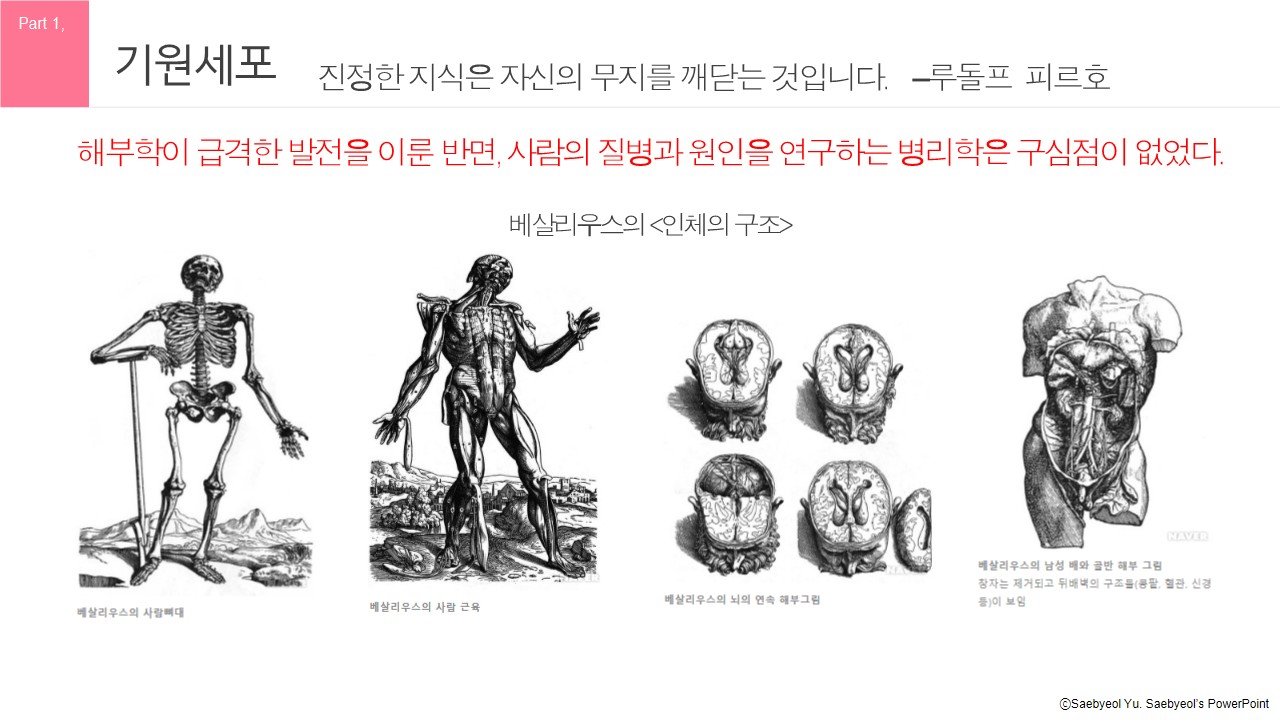 Part 1,
기원세포
진정한 지식은 자신의 무지를 깨닫는 것입니다. –루돌프 피르호
해부학이 급격한 발전을 이룬 반면, 사람의 질병과 원인을 연구하는 병리학은 구심점이 없었다.
베살리우스의 <인체의 구조>
베살리우스의 사람뼈대
베살리우스의 사람 근육
베살리우스의 뇌의 연속 해부그림
NAVER
베살리우스의 남성 배와 골반 해부 그림
창자는 제거되고 뒤배벽의 구조들(콩팥, 혈관, 신경
등)이 보임
ⓒSaebyeol Yu. Saebyeol's PowerPoint